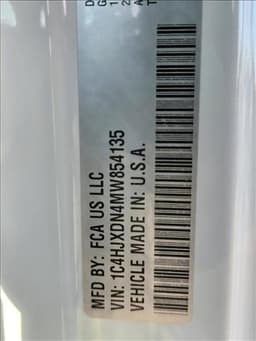 MFD BY: FCA US LLC
VIN: 1C4HJXDN4MW854135
VEHICLE MADE IN: U.S.A.